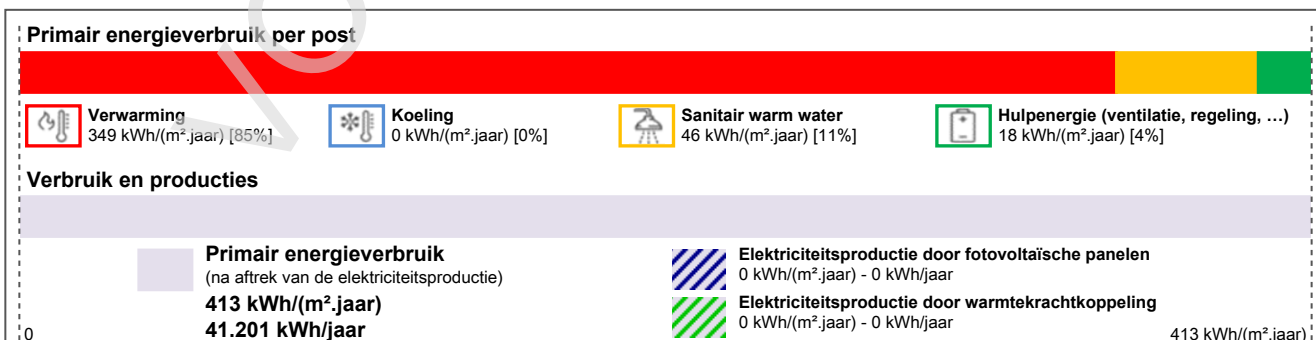 Primair energieverbruik per post
Verwarming
349 kWh/(m².jaar) [85%]
Koeling
0 kWh/(m².jaar) [0%]
Sanitair warm water
46 kWh/(m².jaar) [11%]
Hulpenergie (ventilatie, regeling, …)
18 kWh/(m².jaar) [4%]
Verbruik en producties
Primair energieverbruik
(na aftrek van de elektriciteitsproductie)
413 kWh/(m².jaar)
41.201 kWh/jaar
Elektriciteitsproductie door fotovoltaïsche panelen
0 kWh/(m².jaar) - 0 kWh/jaar
Elektriciteitsproductie door warmtekrachtkoppeling
0 kWh/(m².jaar) - 0 kWh/jaar
0
413 kWh/(m².jaar)